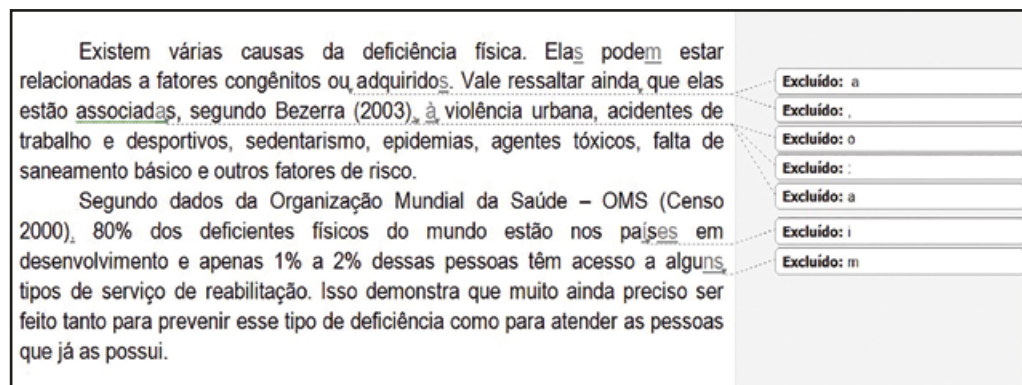 Existem várias causas da deficiência física. Elas podem estar
relacionadas a fatores congênitos ou adquiridos. Vale ressaltar ainda que elas
estão associadas, segundo Bezerra (2003), à violência urbana, acidentes de
trabalho e desportivos, sedentarismo, epidemias, agentes tóxicos, falta de
saneamento básico e outros fatores de risco.
Segundo dados da Organização Mundial da Saúde – OMS (Censo
2000), 80% dos deficientes físicos do mundo estão nos países em
desenvolvimento e apenas 1% a 2% dessas pessoas têm acesso a alguns
tipos de serviço de reabilitação. Isso demonstra que muito ainda preciso ser
feito tanto para prevenir esse tipo de deficiência como para atender as pessoas
que já as possui.
Excluído: a
Excluído: ,
Excluído: o
Excluído: :
Excluído: a
Excluído: i
Excluído: m